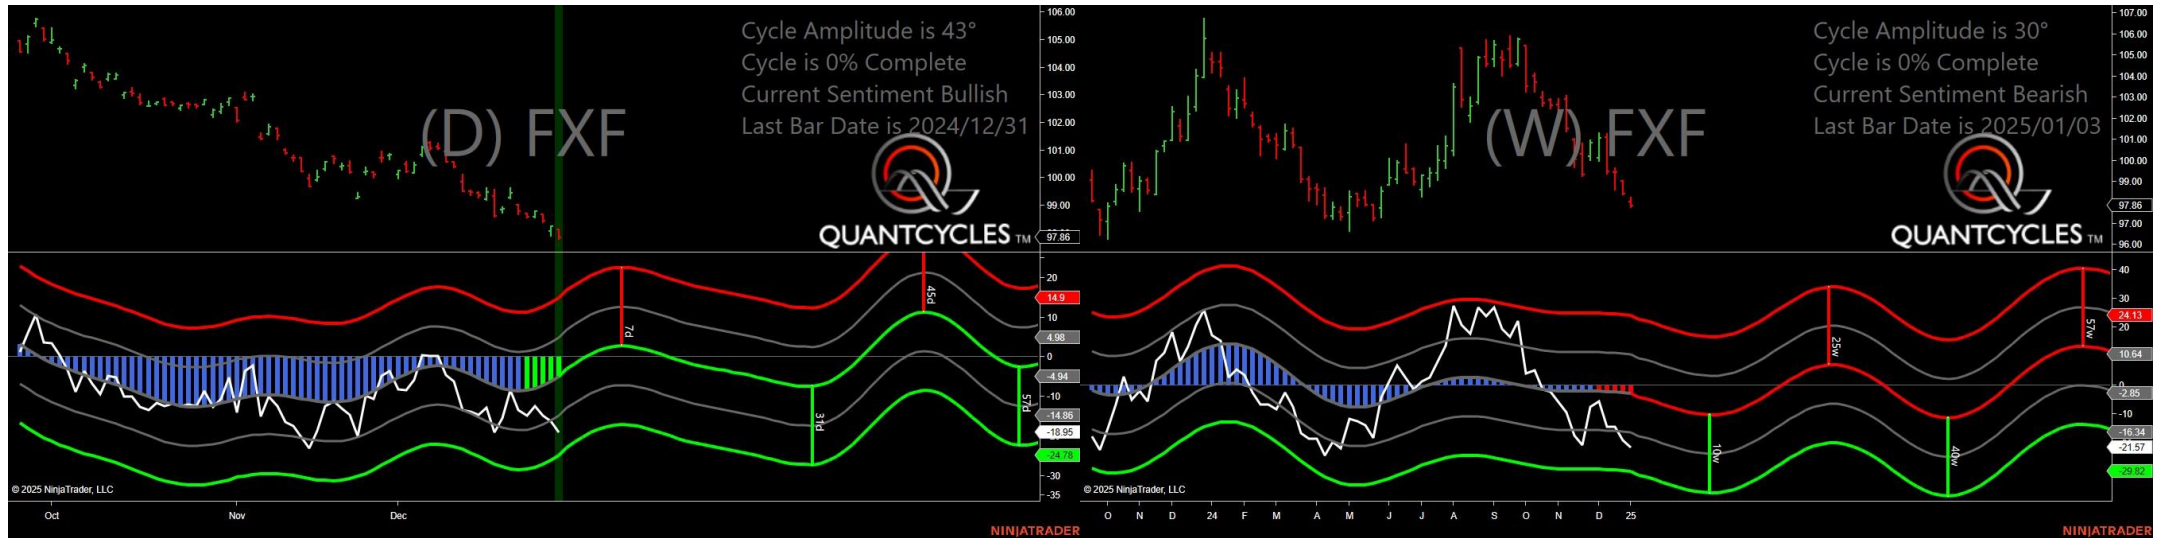 Cycle Amplitude is 43°
Cycle is 0% Complete
Current Sentiment Bullish
Last Bar Date is 2024/12/31
(D) FXF
QUANTCYCLES TM
106.00
105.00
104.00
103.00
102.00
101.00
100.00
99.00
97.86
20
14.9
10
4.98
0
-4.94
-10
-14.86
-18.95
-24.78
-30
-35
7d
31d
45d
57d
© 2025 NinjaTrader, LLC
Oct Nov Dec
NINJATRADER
Cycle Amplitude is 30°
Cycle is 0% Complete
Current Sentiment Bearish
Last Bar Date is 2025/01/03
(W) FXF
QUANTCYCLES TM
107.00
106.00
105.00
104.00
103.00
102.00
101.00
100.00
99.00
97.86
97.00
96.00
40
30
24.13
20
10.64
0
-2.85
-10
-16.34
-21.57
-29.82
10w
25w
40w
57w
© 2025 NinjaTrader, LLC
O N D 24 F M A M J J A S O N D 25
NINJATRADER